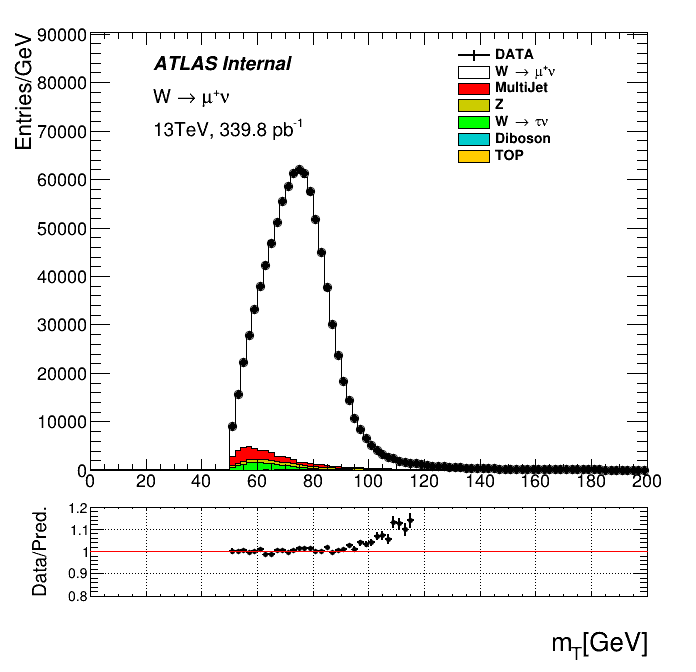 Entries/GeV
90000
80000
70000
60000
50000
40000
30000
20000
10000
0
ATLAS Internal
W → μ⁺ν
13TeV, 339.8 pb⁻¹
DATA
W → μ⁺ν
MultiJet
Z
W → τν
Diboson
TOP
0 20 40 60 80 100 120 140 160 180 200
Data/Pred.
1.2
1.1
1
0.9
0.8
m_T[GeV]